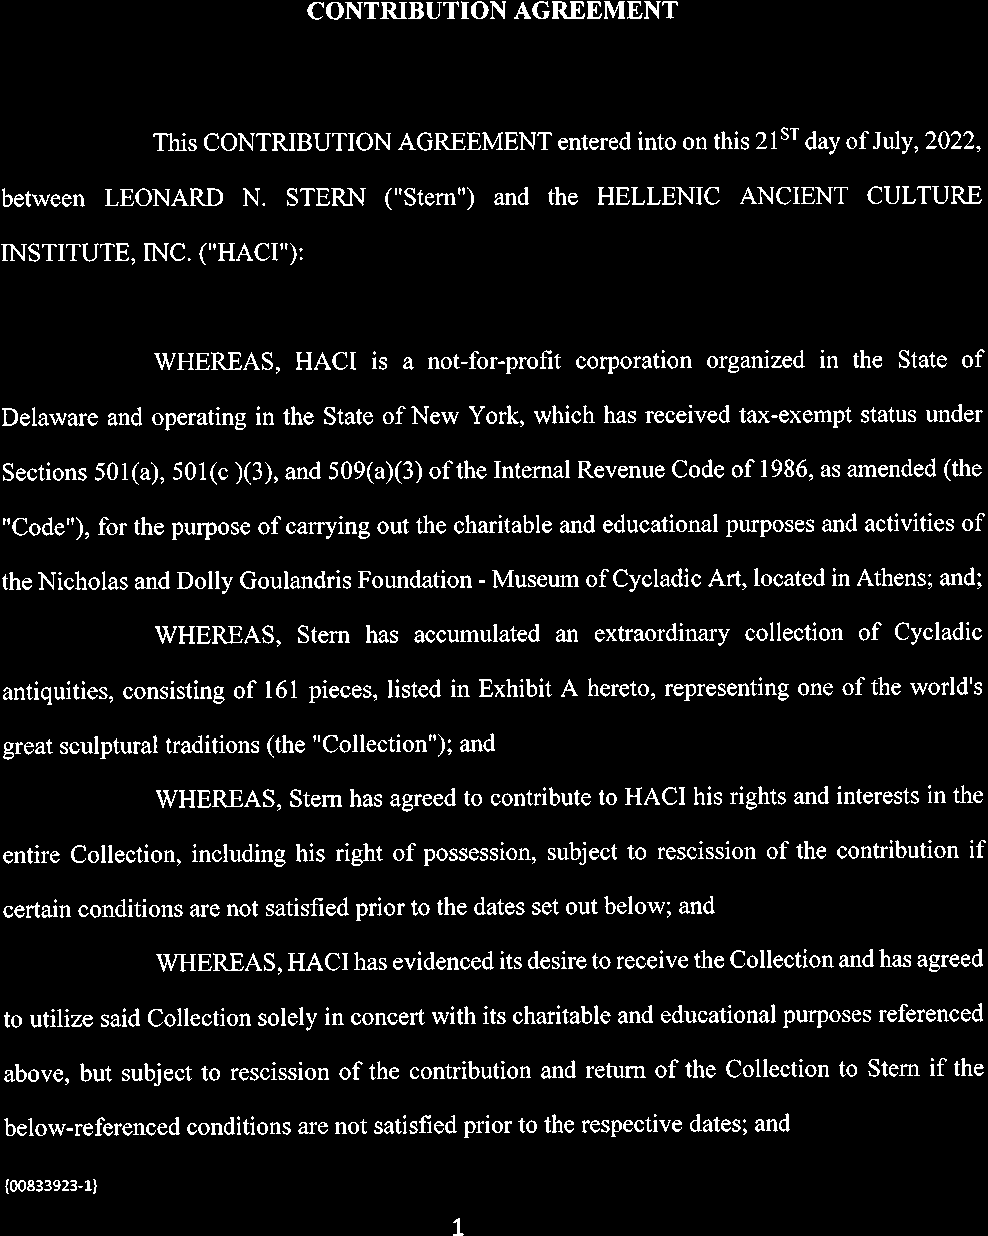 CONTRIBUTION AGREEMENT
This CONTRIBUTION AGREEMENT entered into on this 21ST day of July, 2022,
between LEONARD N. STERN ("Stern") and the HELLENIC ANCIENT CULTURE
INSTITUTE, INC. ("HACI"):
WHEREAS, HACI is a not-for-profit corporation organized in the State of
Delaware and operating in the State of New York, which has received tax-exempt status under
Sections 501(a), 501(c )(3), and 509(a)(3) of the Internal Revenue Code of 1986, as amended (the
"Code"), for the purpose of carrying out the charitable and educational purposes and activities of
the Nicholas and Dolly Goulandris Foundation - Museum of Cycladic Art, located in Athens; and;
WHEREAS, Stern has accumulated an extraordinary collection of Cycladic
antiquities, consisting of 161 pieces, listed in Exhibit A hereto, representing one of the world's
great sculptural traditions (the "Collection"); and
WHEREAS, Stern has agreed to contribute to HACI his rights and interests in the
entire Collection, including his right of possession, subject to rescission of the contribution if
certain conditions are not satisfied prior to the dates set out below; and
WHEREAS, HACI has evidenced its desire to receive the Collection and has agreed
to utilize said Collection solely in concert with its charitable and educational purposes referenced
above, but subject to rescission of the contribution and return of the Collection to Stern if the
below-referenced conditions are not satisfied prior to the respective dates; and
{00833923-1}
1